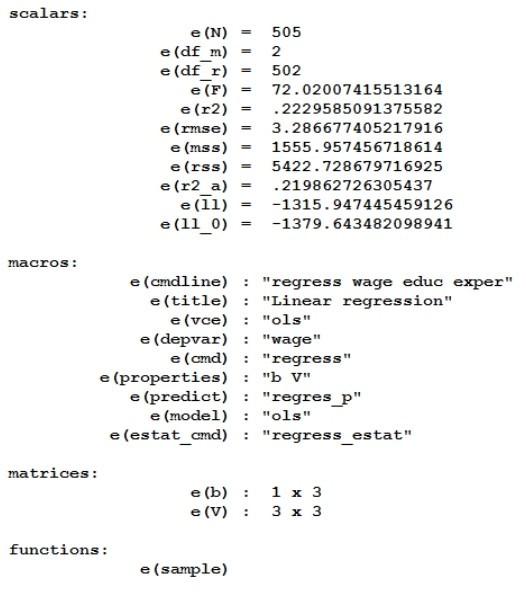 scalars:
e(N) = 505
e(df_m) = 2
e(df_r) = 502
e(F) = 72.02007415513164
e(r2) = .2229585091375582
e(rmse) = 3.286677405217916
e(mss) = 1555.957456718614
e(rss) = 5422.728679716925
e(r2_a) = .219862726305437
e(ll) = -1315.947445459126
e(ll_0) = -1379.643482098941
macros:
e(cmdline) : "regress wage educ exper"
e(title) : "Linear regression"
e(vce) : "ols"
e(depvar) : "wage"
e(cmd) : "regress"
e(properties) : "b V"
e(predict) : "regres_p"
e(model) : "ols"
e(estat_cmd) : "regress_estat"
matrices:
e(b) : 1 x 3
e(V) : 3 x 3
functions:
e(sample)